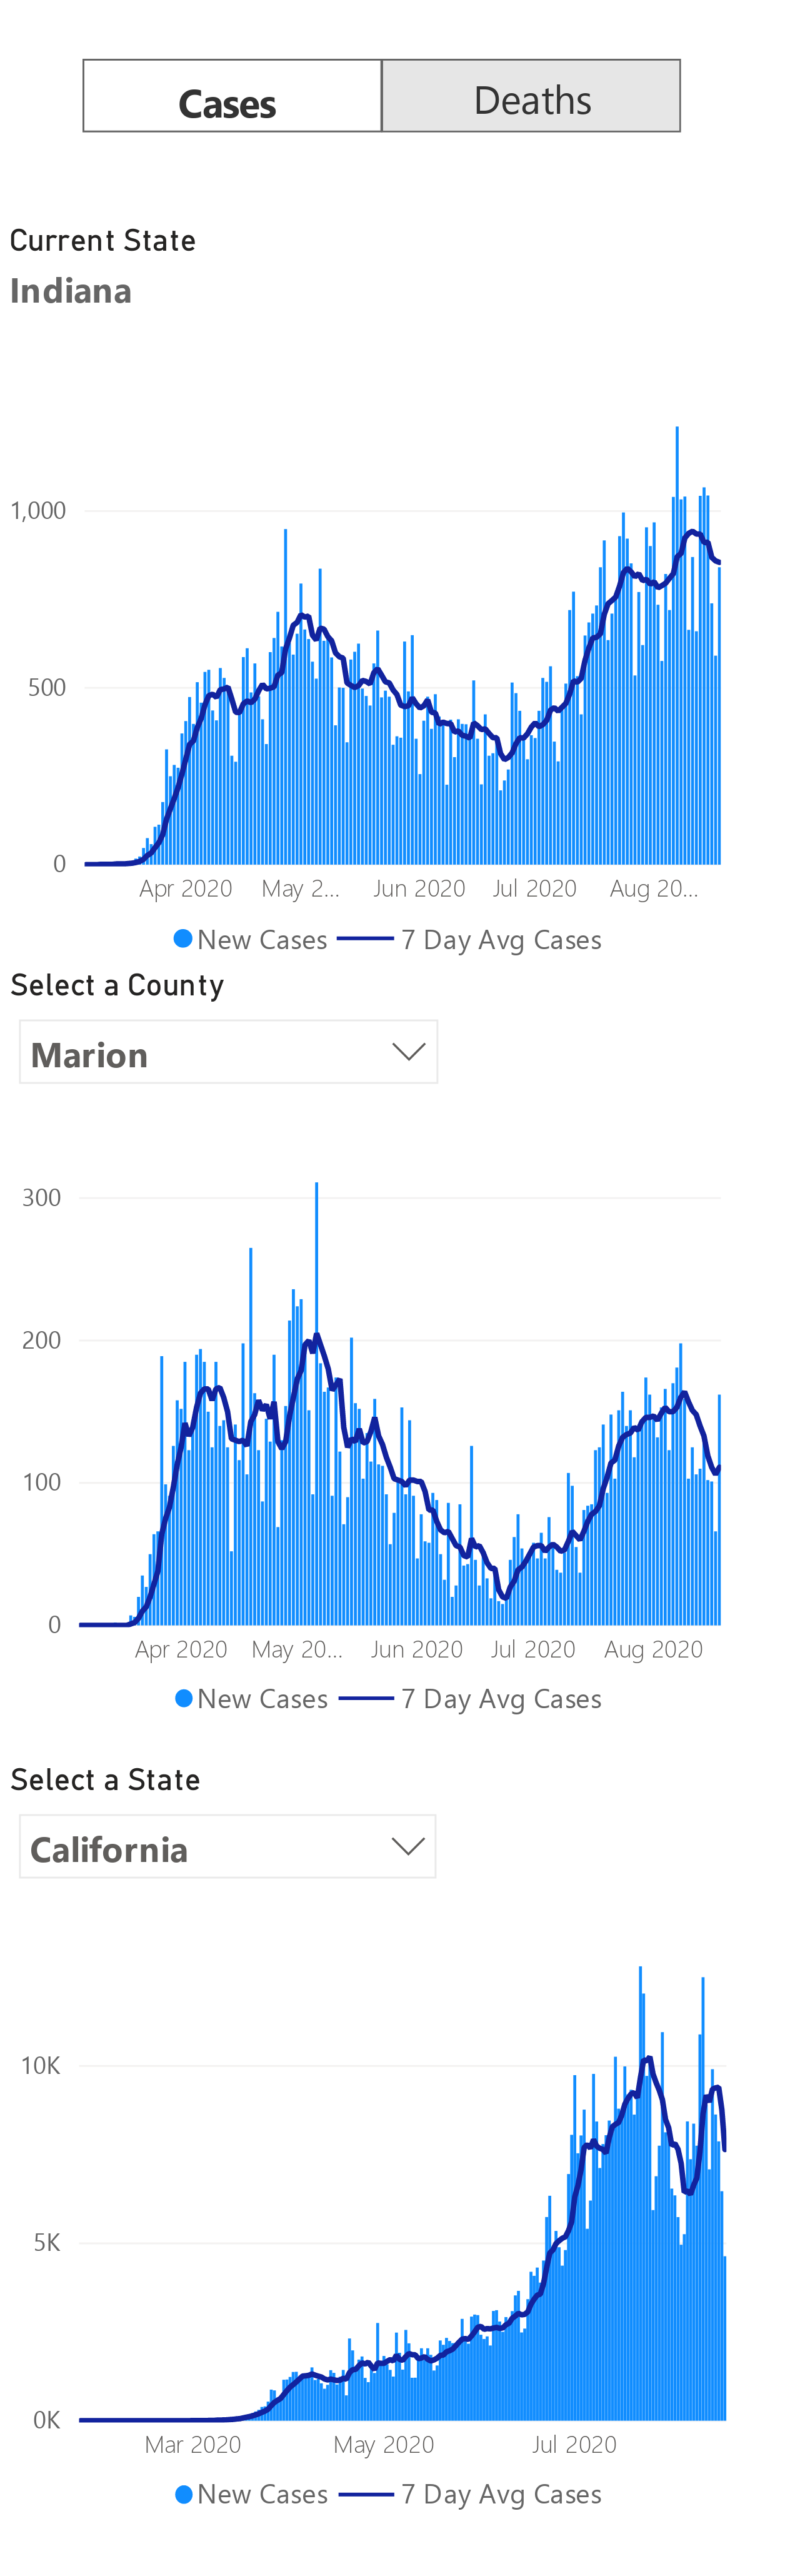 Cases Deaths
Current State
Indiana
1,000
500
0
Apr 2020 May 2... Jun 2020 Jul 2020 Aug 20...
New Cases 7 Day Avg Cases
Select a County
Marion
300
200
100
0
Apr 2020 May 20... Jun 2020 Jul 2020 Aug 2020
New Cases 7 Day Avg Cases
Select a State
California
10K
5K
0K
Mar 2020 May 2020 Jul 2020
New Cases 7 Day Avg Cases